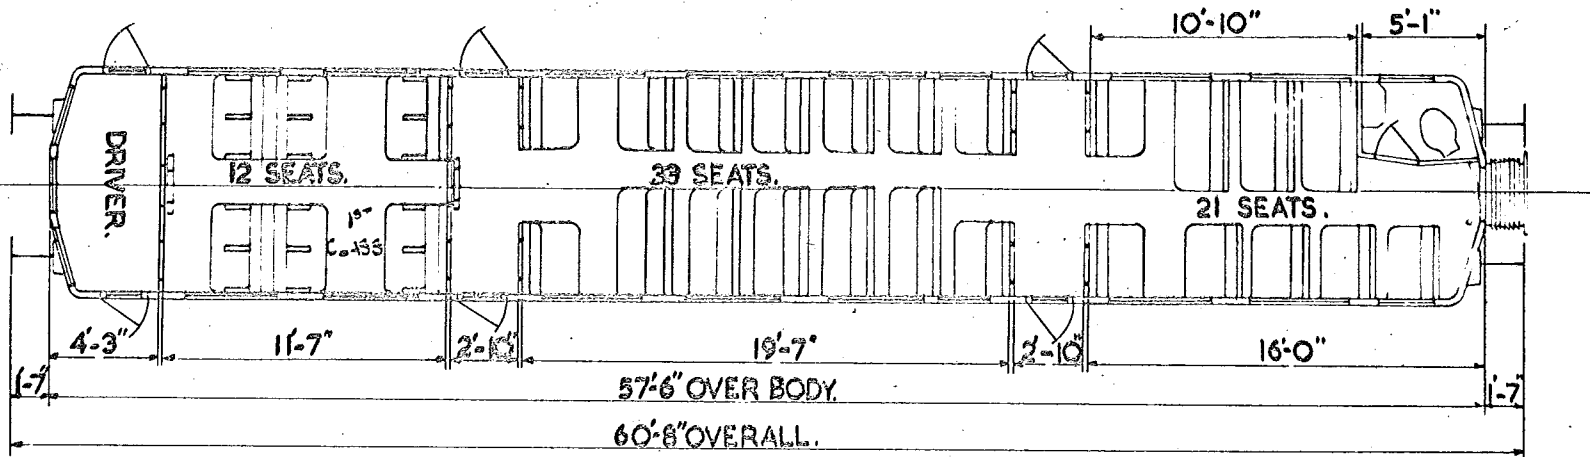 10'-10" 5'-1"
DRIVER.
12 SEATS. 33 SEATS. 21 SEATS.
1ST
4'-3" 11'-7" 2'-10" 19'-7" 2'-10" 16'-0"
1'-7" 57'-6" OVER BODY. 1'-7"
60'-8" OVERALL.